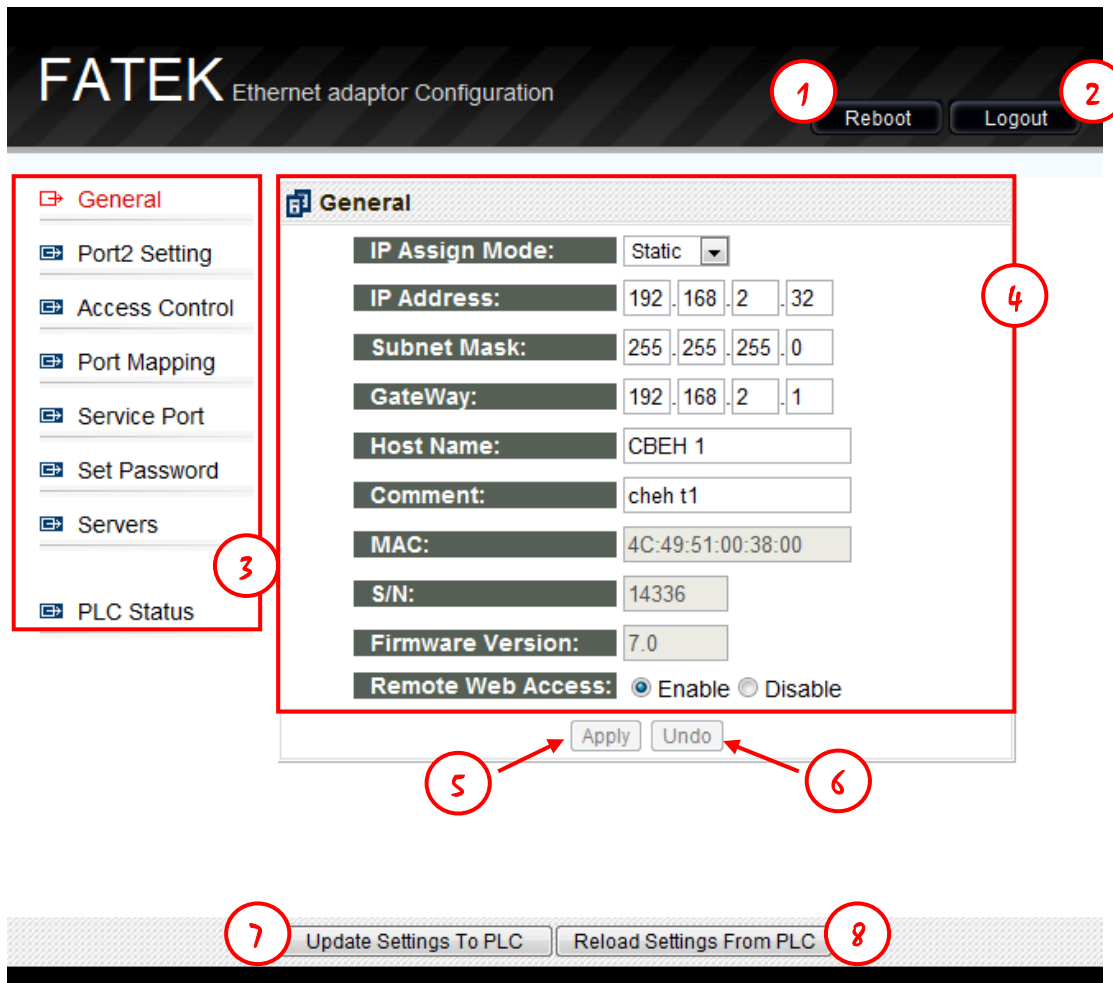 FATEK Ethernet adaptor Configuration
1
2
Reboot
Logout
General
Port2 Setting
Access Control
Port Mapping
Service Port
Set Password
Servers
PLC Status
3
General
4
IP Assign Mode: Static
IP Address: 192 . 168 . 2 . 32
Subnet Mask: 255 . 255 . 255 . 0
GateWay: 192 . 168 . 2 . 1
Host Name: CBEH 1
Comment: cheh t1
MAC: 4C:49:51:00:38:00
S/N: 14336
Firmware Version: 7.0
Remote Web Access: Enable Disable
Apply Undo
5
6
7
Update Settings To PLC
Reload Settings From PLC
8